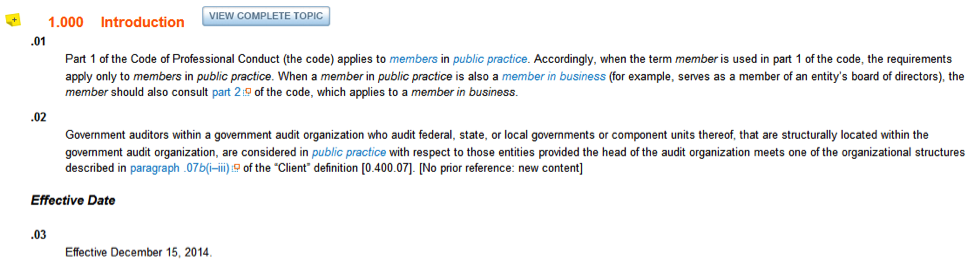 1.000 Introduction VIEW COMPLETE TOPIC
.01
Part 1 of the Code of Professional Conduct (the code) applies to members in public practice. Accordingly, when the term member is used in part 1 of the code, the requirements
apply only to members in public practice. When a member in public practice is also a member in business (for example, serves as a member of an entity's board of directors), the
member should also consult part 2 of the code, which applies to a member in business.
.02
Government auditors within a government audit organization who audit federal, state, or local governments or component units thereof, that are structurally located within the
government audit organization, are considered in public practice with respect to those entities provided the head of the audit organization meets one of the organizational structures
described in paragraph .07b(i–iii) of the “Client” definition [0.400.07]. [No prior reference: new content]
Effective Date
.03
Effective December 15, 2014.